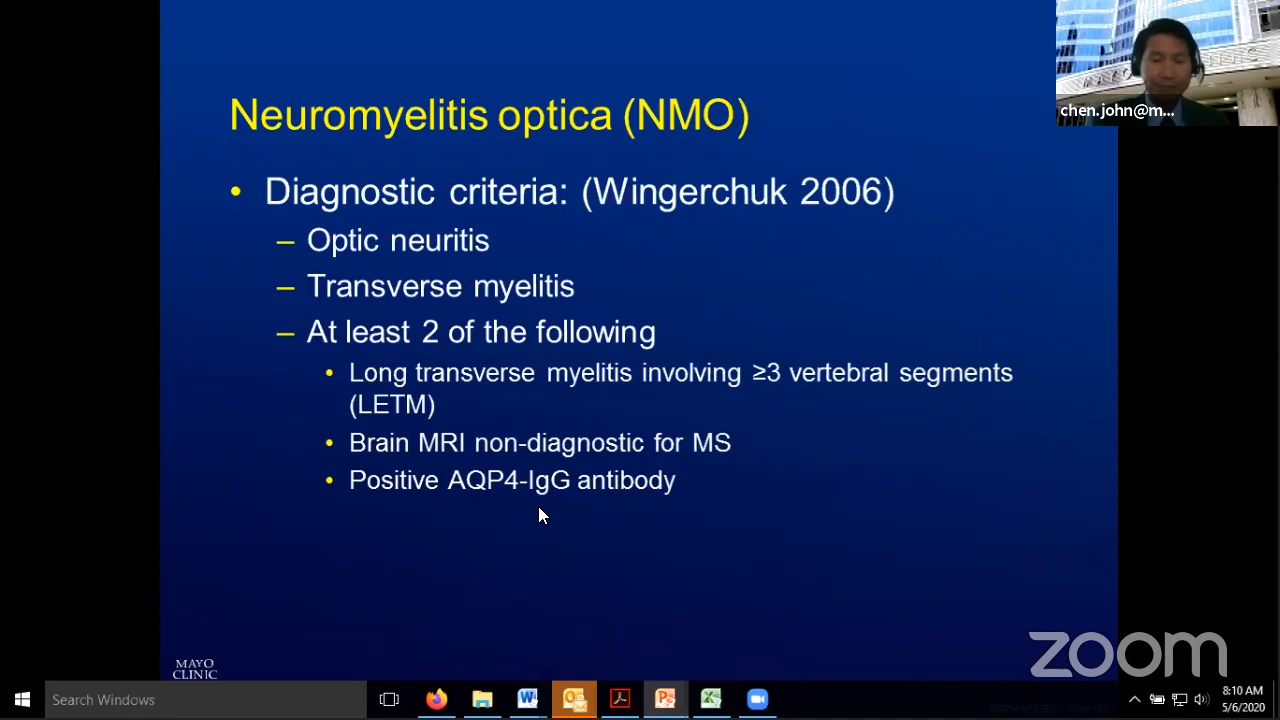 Neuromyelitis optica (NMO)
• Diagnostic criteria: (Wingerchuk 2006)
– Optic neuritis
– Transverse myelitis
– At least 2 of the following
• Long transverse myelitis involving ≥3 vertebral segments
(LETM)
• Brain MRI non-diagnostic for MS
• Positive AQP4-IgG antibody
chen.john@m...
MAYO
CLINIC
zoom
Search Windows
8:10 AM
5/6/2020